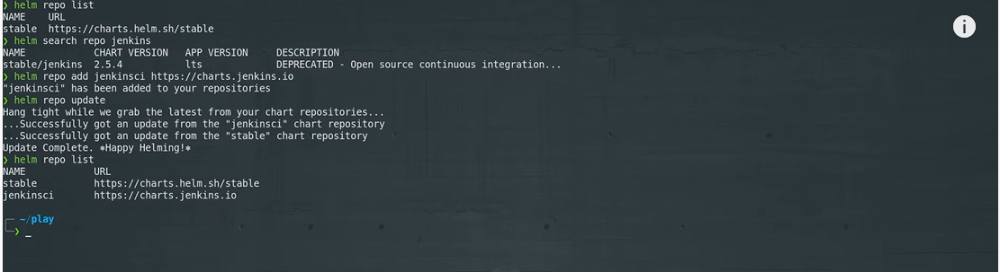 ❯ helm repo list
NAME    URL
stable  https://charts.helm.sh/stable
❯ helm search repo jenkins
NAME            CHART VERSION   APP VERSION     DESCRIPTION
stable/jenkins  2.5.4           lts             DEPRECATED - Open source continuous integration...
❯ helm repo add jenkinsci https://charts.jenkins.io
"jenkinsci" has been added to your repositories
❯ helm repo update
Hang tight while we grab the latest from your chart repositories...
...Successfully got an update from the "jenkinsci" chart repository
...Successfully got an update from the "stable" chart repository
Update Complete. ⎈Happy Helming!⎈
❯ helm repo list
NAME            URL
stable          https://charts.helm.sh/stable
jenkinsci       https://charts.jenkins.io
~/play
❯ _
i